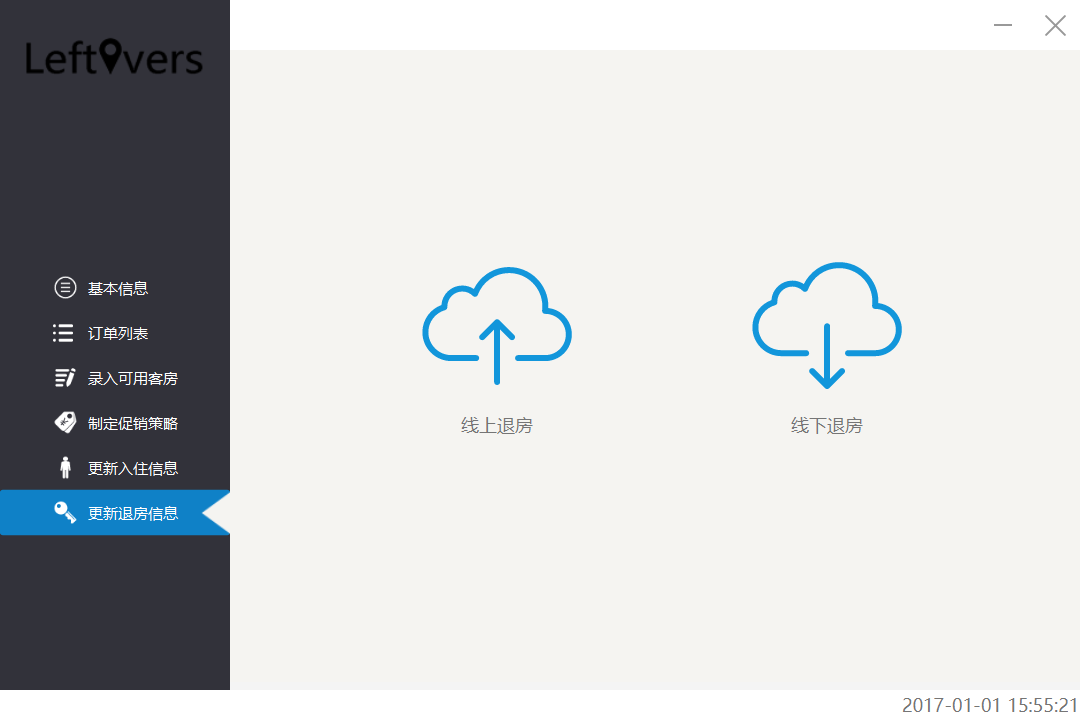 Leftovers
基本信息
订单列表
录入可用客房
制定促销策略
更新入住信息
更新退房信息
线上退房
线下退房
2017-01-01 15:55:21